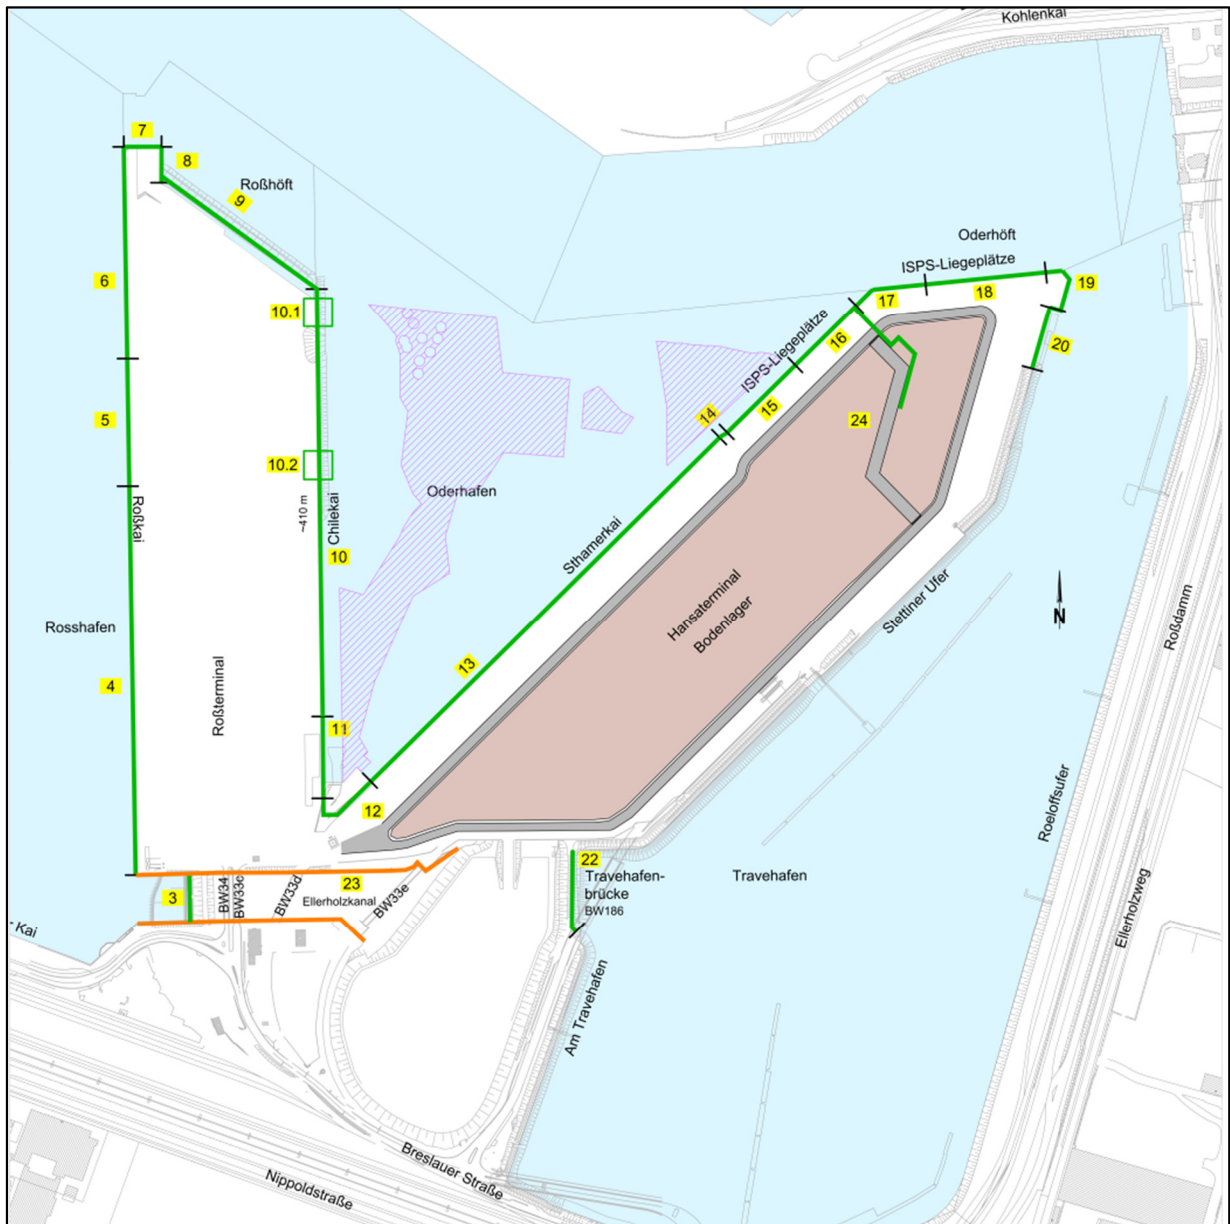 Kohlenkai
7
8
Roßhöft
9
Oderhöft
ISPS-Liegeplätze
6
10.1
17
18
19
ISPS-Liegeplätze
16
20
5
14
15
24
10.2
~410 m
Chilekai
Oderhafen
Roßkai
10
Sthamerkai
Hansaterminal
Bodenlager
Stettiner Ufer
N
Roßdamm
Rosshafen
4
Roßterminal
13
11
12
Roeloffsufer
22
Travehafen-
brücke
BW186
Travehafen
23
3
BW34
BW33c
BW33d
Ellerholzkanal
BW33e
Ellerholzweg
- Kai
Am Travehafen
Breslauer Straße
Nippoldstraße